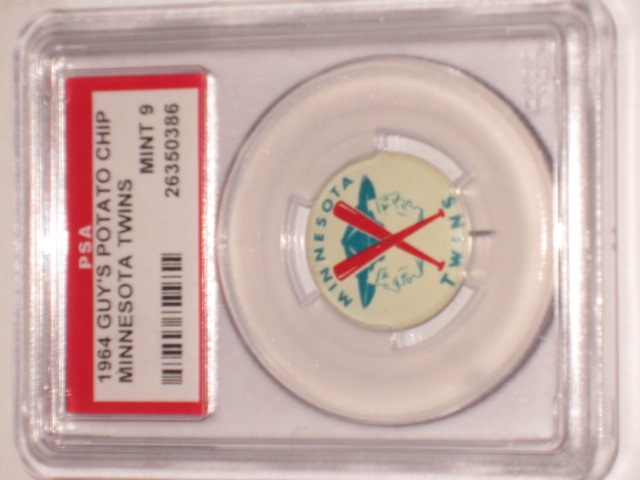 PSA
1964 GUY'S POTATO CHIP
MINNESOTA TWINS
MINT 9
26350386
MINNESOTA
TWINS